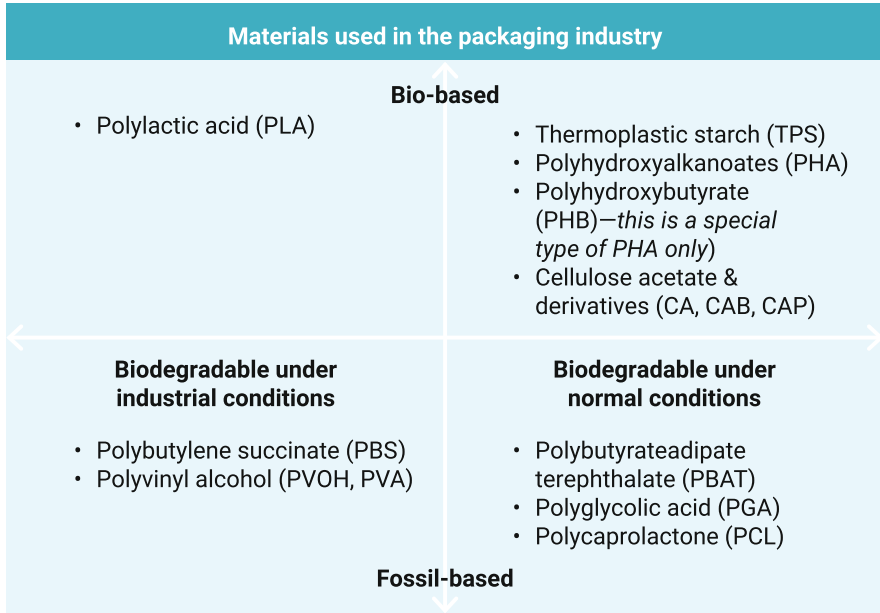 Materials used in the packaging industry
Bio-based
• Polylactic acid (PLA)
• Thermoplastic starch (TPS)
• Polyhydroxyalkanoates (PHA)
• Polyhydroxybutyrate
(PHB)—this is a special
type of PHA only)
• Cellulose acetate &
derivatives (CA, CAB, CAP)
Biodegradable under
industrial conditions
• Polybutylene succinate (PBS)
• Polyvinyl alcohol (PVOH, PVA)
Biodegradable under
normal conditions
• Polybutyrateadipate
terephthalate (PBAT)
• Polyglycolic acid (PGA)
• Polycaprolactone (PCL)
Fossil-based